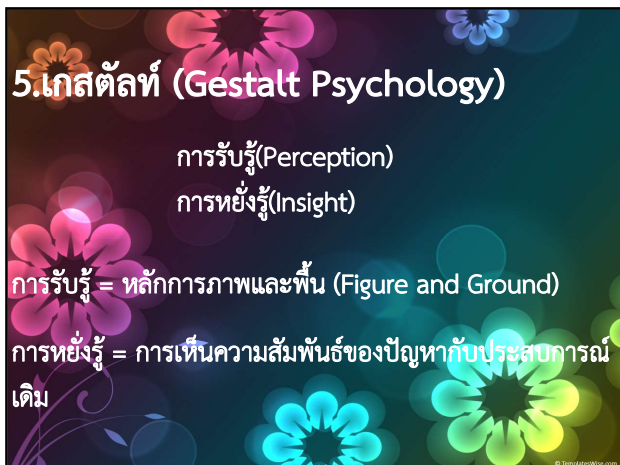 5.เกสตัลท์ (Gestalt Psychology)
การรับรู้(Perception)
การหยั่งรู้(Insight)
การรับรู้ = หลักการภาพและพื้น (Figure and Ground)
การหยั่งรู้ = การเห็นความสัมพันธ์ของปัญหากับประสบการณ์
เดิม
© TemplatesWise.com